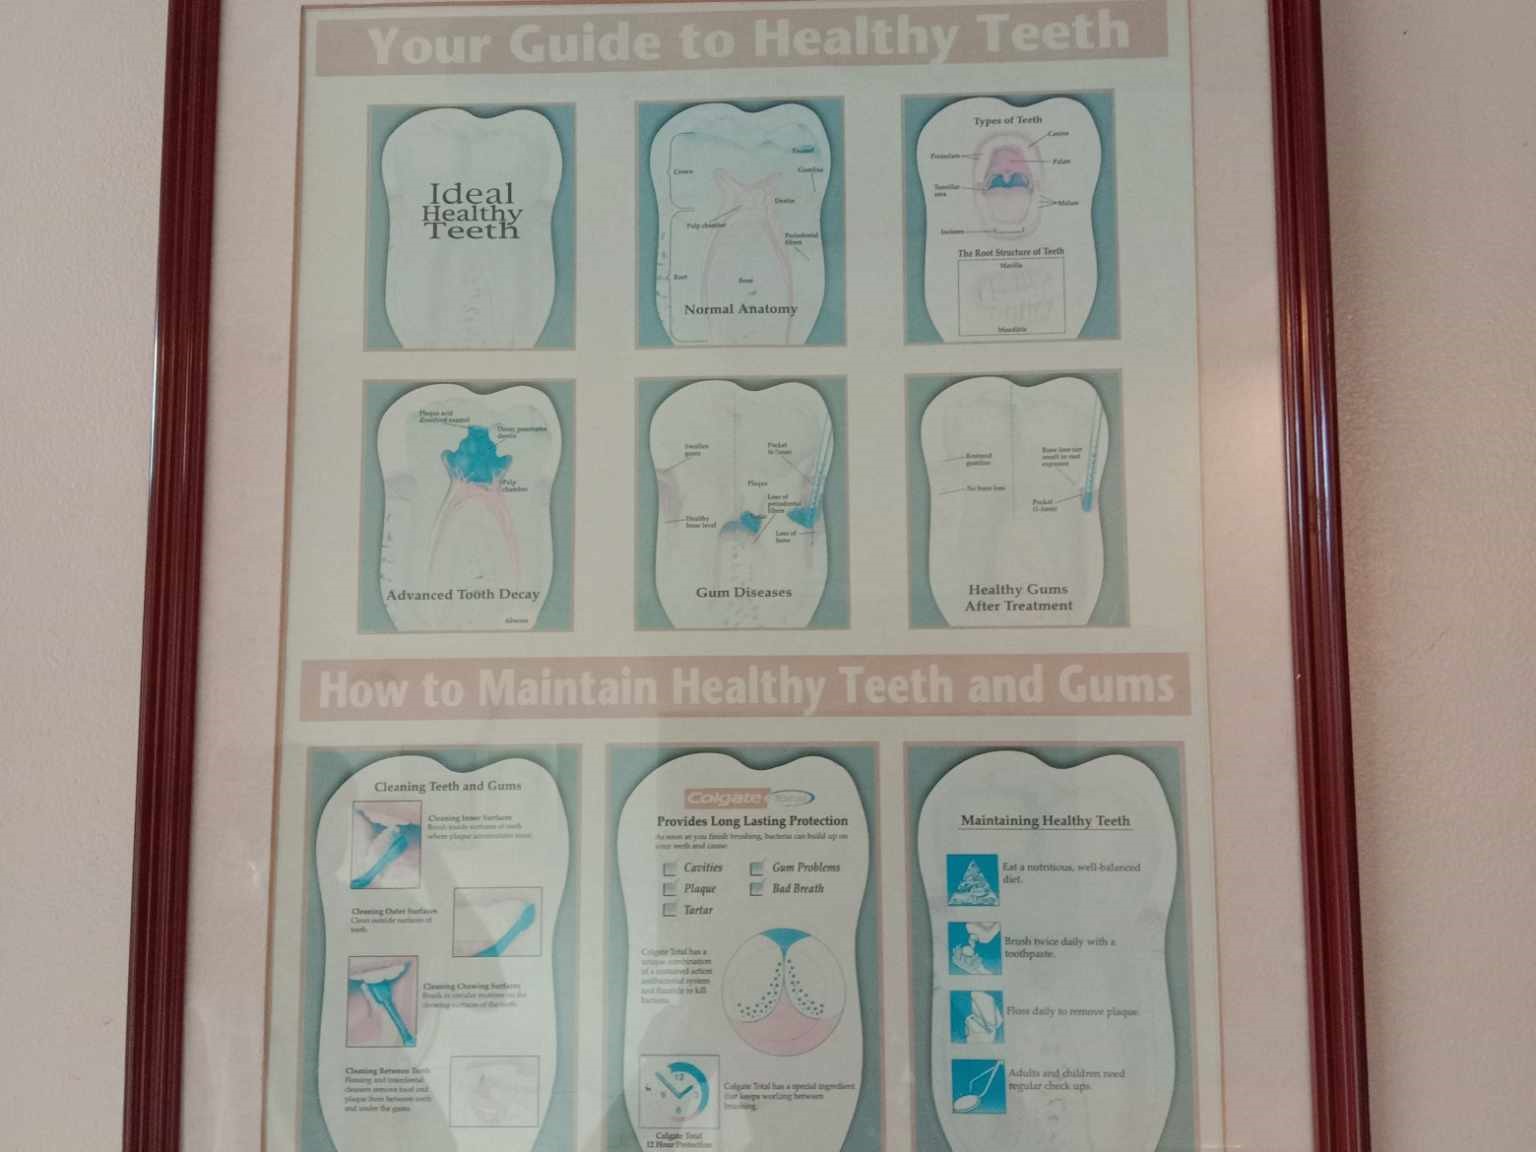 Your Guide to Healthy Teeth
Ideal
Healthy
Teeth
Crown
Enamel
Gumline
Dentin
Pulp chamber
Periodontal
fibers
Root
Bone
Normal Anatomy
Types of Teeth
Canine
Premolars
Palate
Tonsillar
area
Molars
Incisors
The Root Structure of Teeth
Maxilla
Mandible
Plaque acid
dissolved enamel
Decay penetrates
dentin
Pulp
chamber
Advanced Tooth Decay
Abscess
Swollen
gums
Pocket
Plaque
Loss of
periodontal
fibers
Healthy
bone level
Loss of
bone
Gum Diseases
Restored
gumline
No bone loss
Bone loss can
result in root
exposure
Pocket
Healthy Gums
After Treatment
How to Maintain Healthy Teeth and Gums
Cleaning Teeth and Gums
Cleaning Inner Surfaces
Brush inside surfaces of teeth
where plaque accumulates most.
Cleaning Outer Surfaces
Clean outside surfaces of
teeth.
Cleaning Chewing Surfaces
Brush in circular motion on the
chewing surfaces of the teeth.
Cleaning Between Teeth
Flossing and interdental
cleaners remove food and
plaque from between teeth
and under the gums.
Colgate Total
Provides Long Lasting Protection
As soon as you finish brushing, bacteria can build up on
your teeth and cause:
Cavities
Gum Problems
Plaque
Bad Breath
Tartar
Colgate Total has a
unique combination
of a sustained action
antibacterial system
and fluoride to kill
bacteria.
12
3
6
9
Colgate Total has a special ingredient
that keeps working between
brushing.
Colgate Total
12 Hour Protection
Maintaining Healthy Teeth
Eat a nutritious, well-balanced
diet.
Brush twice daily with a
toothpaste.
Floss daily to remove plaque.
Adults and children need
regular check ups.